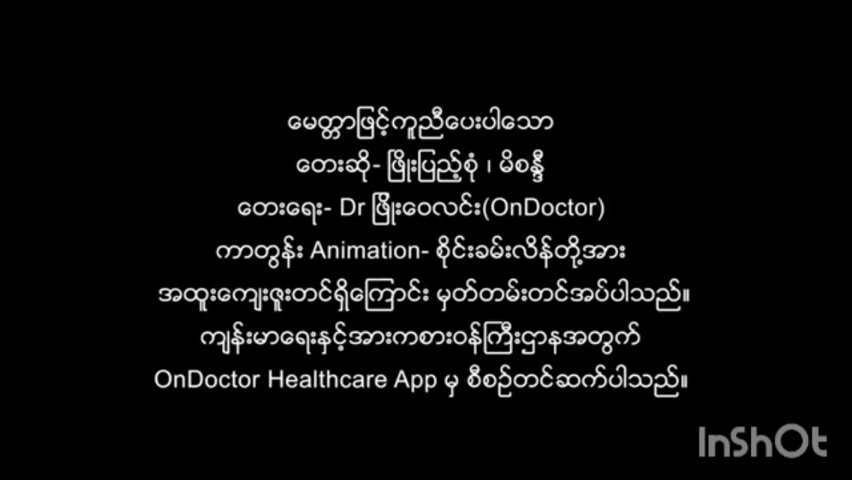 မေတ္တာဖြင့်ကူညီပေးပါသော
တေးဆို- ဖြိုးပြည့်စုံ ၊ မိစန္ဒီ
တေးရေး- Dr ဖြိုးဝေလင်း(OnDoctor)
ကာတွန်း Animation- စိုင်းခမ်းလိန်တို့အား
အထူးကျေးဇူးတင်ရှိကြောင်း မှတ်တမ်းတင်အပ်ပါသည်။
ကျန်းမာရေးနှင့်အားကစားဝန်ကြီးဌာနအတွက်
OnDoctor Healthcare App မှ စီစဉ်တင်ဆက်ပါသည်။
InShOt